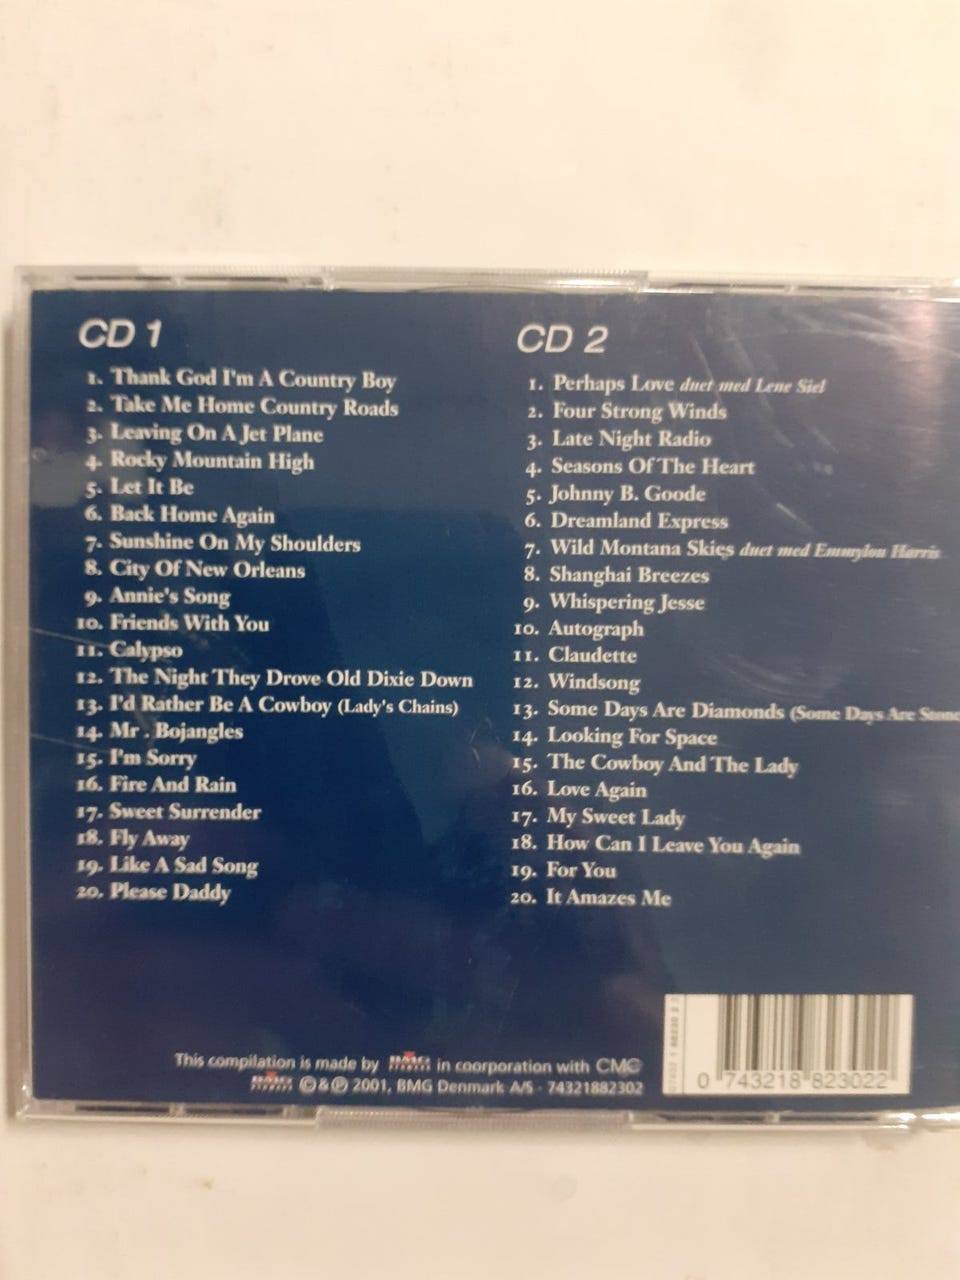 CD 1
1. Thank God I'm A Country Boy
2. Take Me Home Country Roads
3. Leaving On A Jet Plane
4. Rocky Mountain High
5. Let It Be
6. Back Home Again
7. Sunshine On My Shoulders
8. City Of New Orleans
9. Annie's Song
10. Friends With You
11. Calypso
12. The Night They Drove Old Dixie Down
13. I'd Rather Be A Cowboy (Lady's Chains)
14. Mr . Bojangles
15. I'm Sorry
16. Fire And Rain
17. Sweet Surrender
18. Fly Away
19. Like A Sad Song
20. Please Daddy
CD 2
1. Perhaps Love duet med Lene Siel
2. Four Strong Winds
3. Late Night Radio
4. Seasons Of The Heart
5. Johnny B. Goode
6. Dreamland Express
7. Wild Montana Skies duet med Emmylou Harris
8. Shanghai Breezes
9. Whispering Jesse
10. Autograph
11. Claudette
12. Windsong
13. Some Days Are Diamonds (Some Days Are Stone
14. Looking For Space
15. The Cowboy And The Lady
16. Love Again
17. My Sweet Lady
18. How Can I Leave You Again
19. For You
20. It Amazes Me
This compilation is made by BMG in coorporation with CMC
BMG ©&℗ 2001, BMG Denmark A/S · 74321882302
0 743218 823022